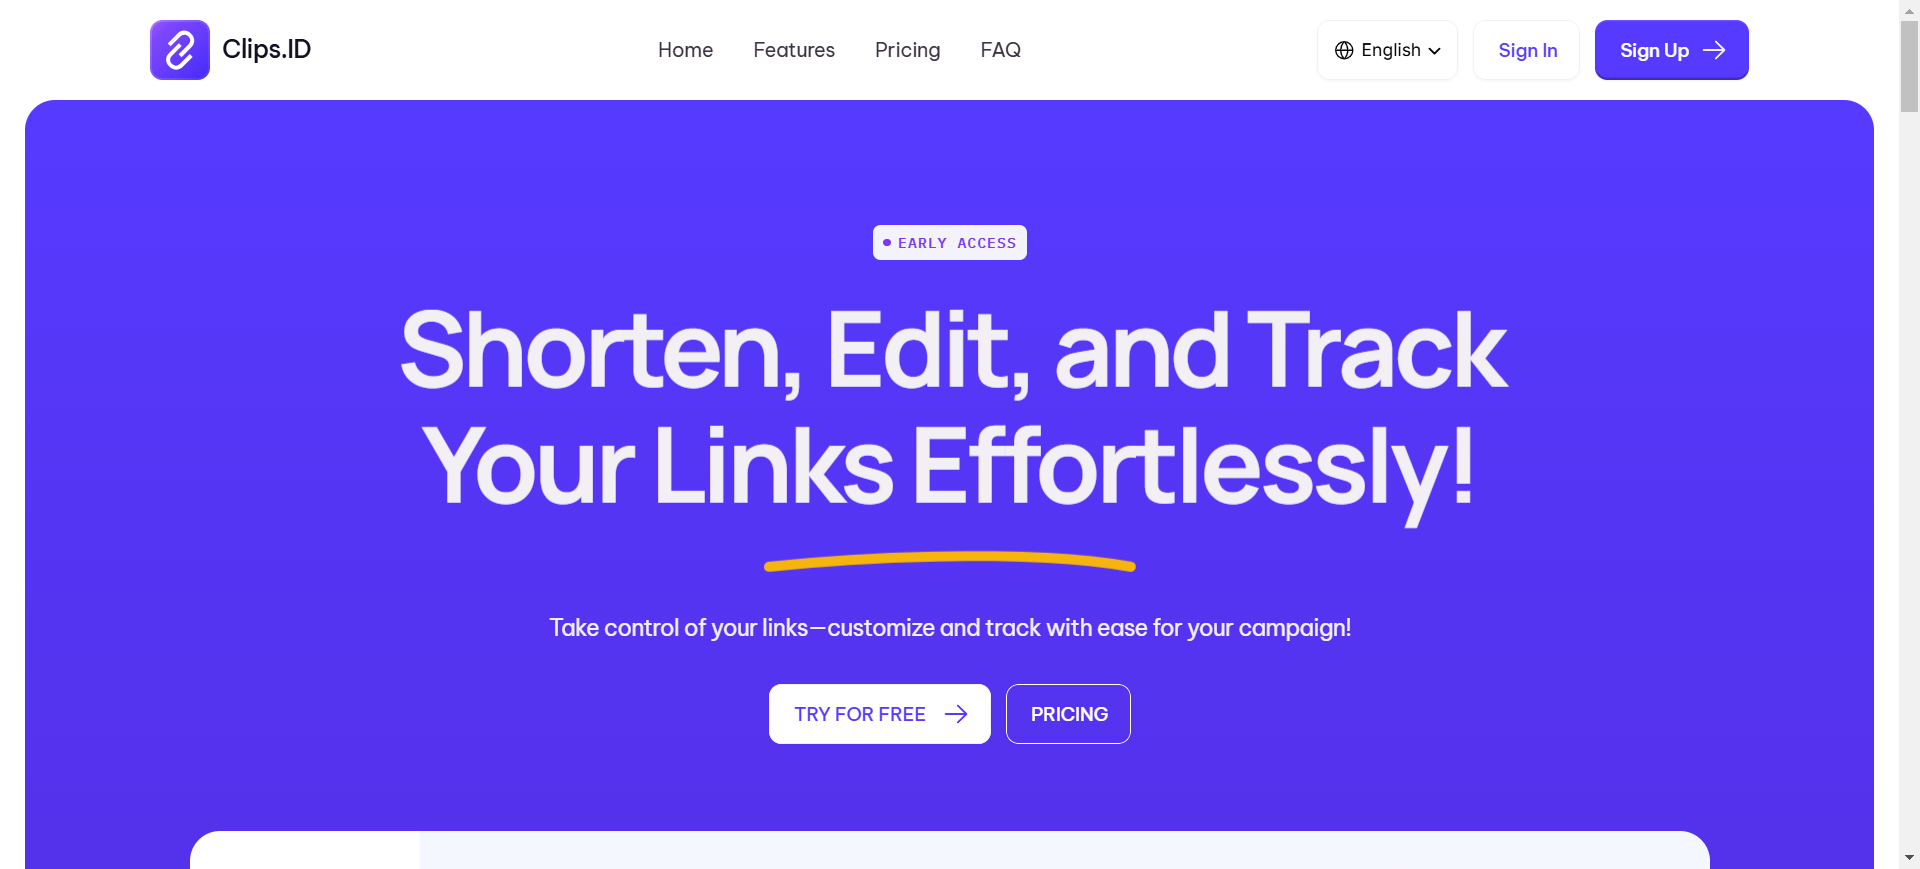 Clips.ID
Home
Features
Pricing
FAQ
English
Sign In
Sign Up
EARLY ACCESS
Shorten, Edit, and Track
Your Links Effortlessly!
Take control of your links—customize and track with ease for your campaign!
TRY FOR FREE
PRICING